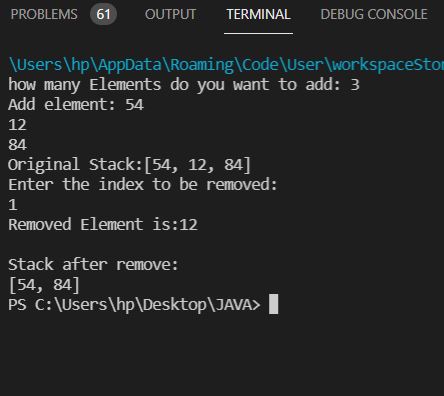 PROBLEMS 61 OUTPUT TERMINAL DEBUG CONSOLE
\Users\hp\AppData\Roaming\Code\User\workspaceStor
how many Elements do you want to add: 3
Add element: 54
12
84
Original Stack:[54, 12, 84]
Enter the index to be removed:
1
Removed Element is:12
Stack after remove:
[54, 84]
PS C:\Users\hp\Desktop\JAVA>